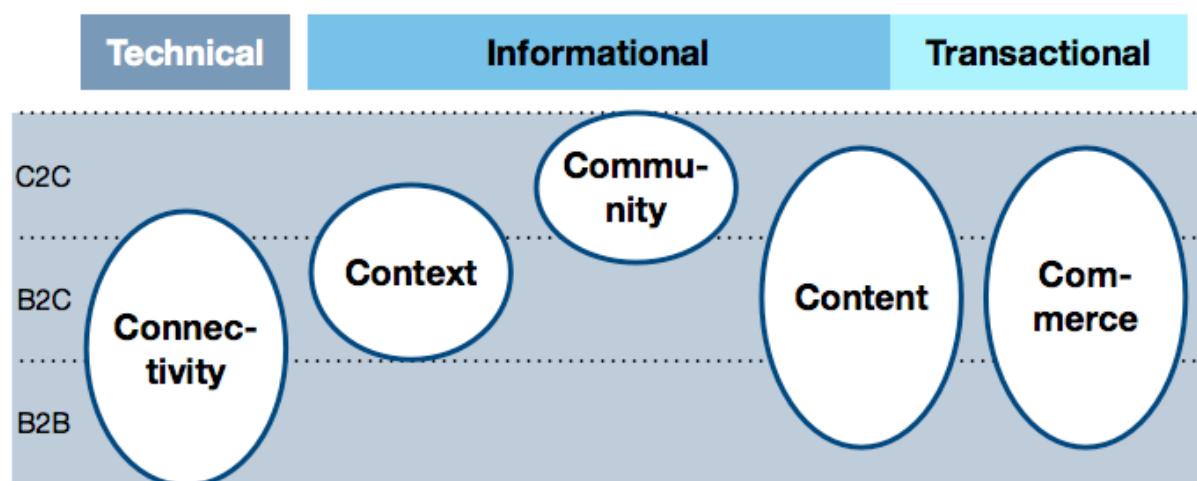 Technical
Informational
Transactional
C2C
Commu-
nity
Context
B2C
Connec-
tivity
Content
Com-
merce
B2B